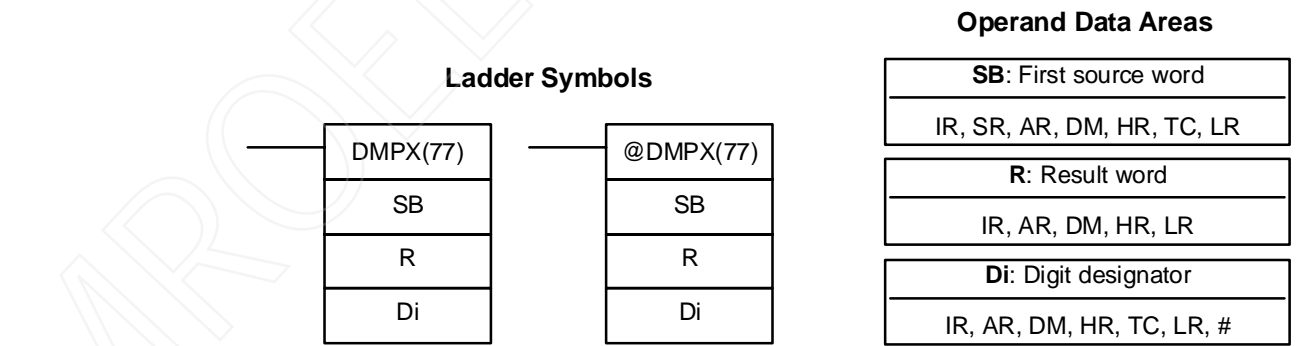 Ladder Symbols
DMPX(77)
SB
R
Di
@DMPX(77)
SB
R
Di
Operand Data Areas
SB: First source word
IR, SR, AR, DM, HR, TC, LR
R: Result word
IR, AR, DM, HR, LR
Di: Digit designator
IR, AR, DM, HR, TC, LR, #